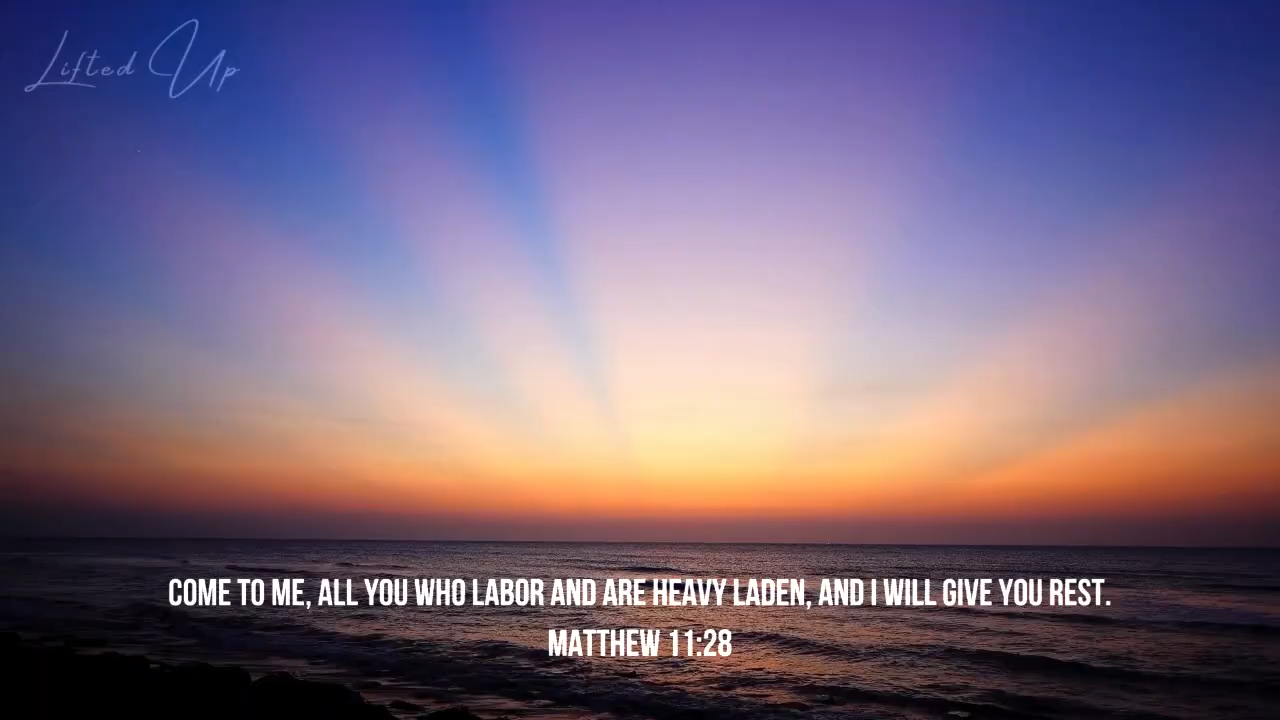 Lifted Up
COME TO ME, ALL YOU WHO LABOR AND ARE HEAVY LADEN, AND I WILL GIVE YOU REST.
MATTHEW 11:28